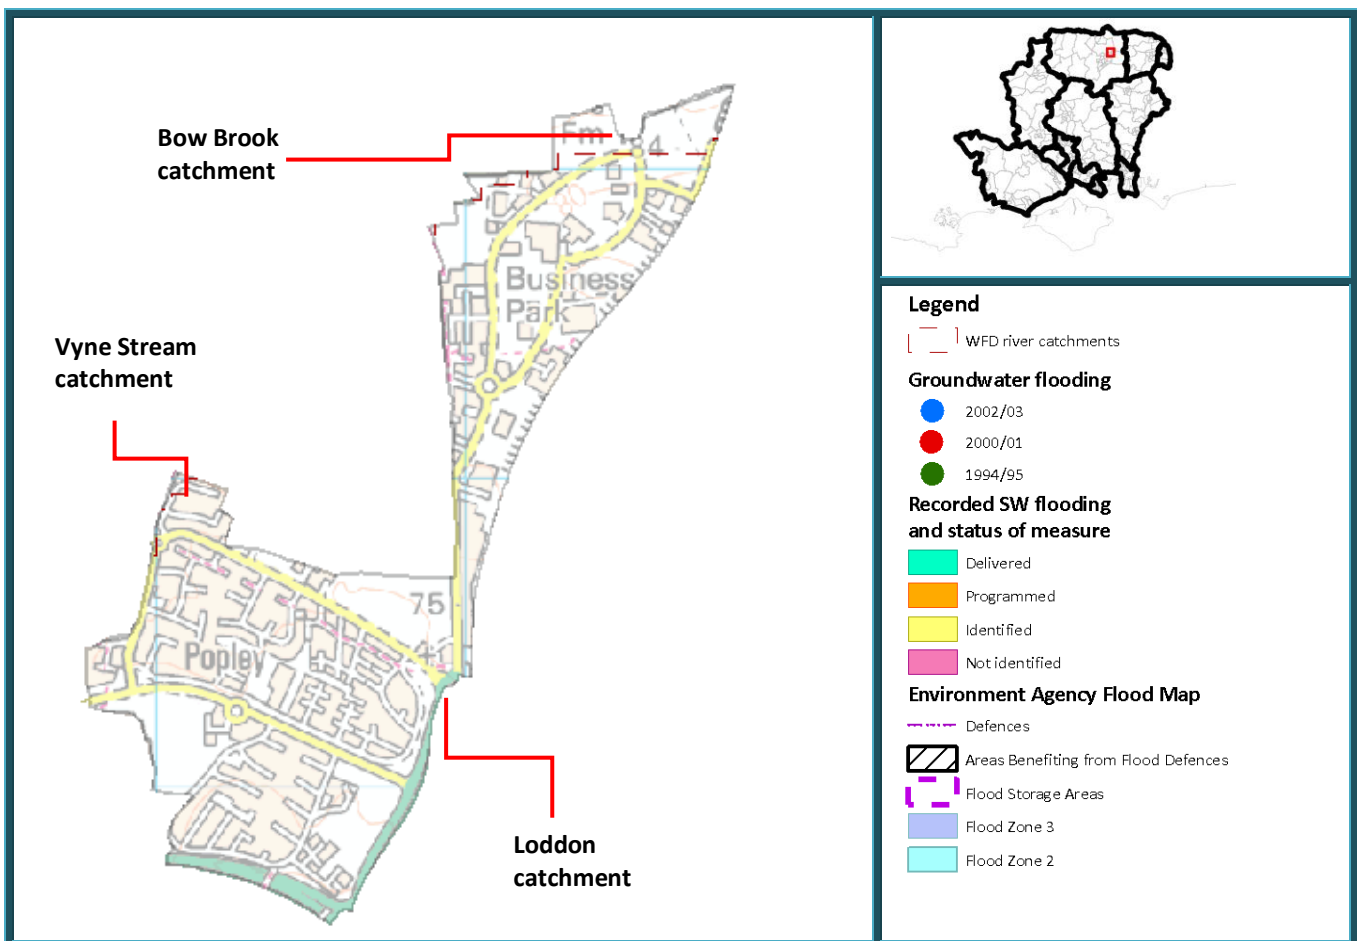 Bow Brook
catchment
Fm
4
Business
Park
Vyne Stream
catchment
75
Popley
Loddon
catchment
Legend
WFD river catchments
Groundwater flooding
2002/03
2000/01
1994/95
Recorded SW flooding
and status of measure
Delivered
Programmed
Identified
Not identified
Environment Agency Flood Map
Defences
Areas Benefiting from Flood Defences
Flood Storage Areas
Flood Zone 3
Flood Zone 2